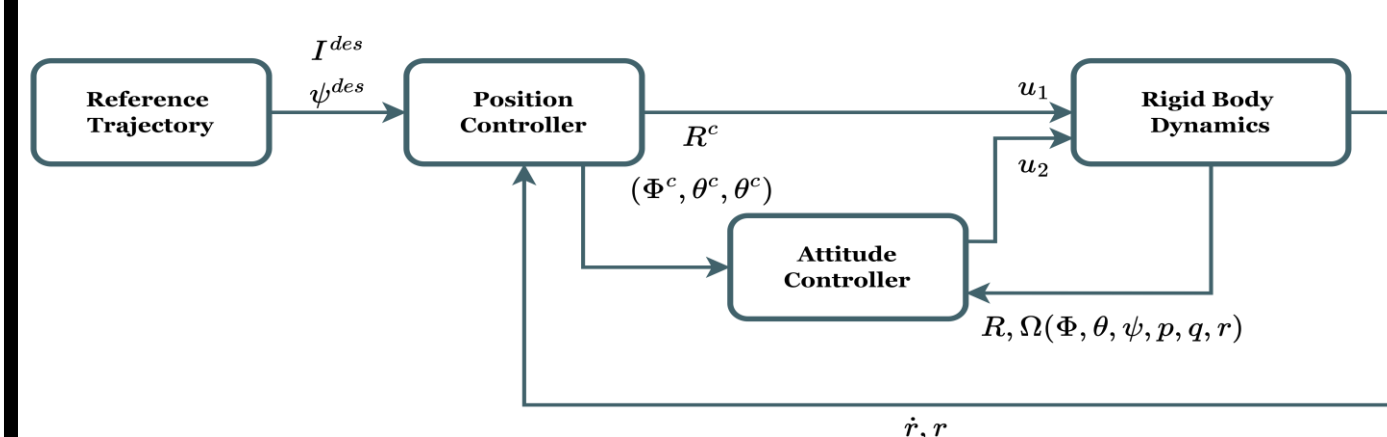 I^{des}
ψ^{des}
Reference
Trajectory
Position
Controller
R^c
(Φ^c, θ^c, θ^c)
u_1
u_2
Rigid Body
Dynamics
Attitude
Controller
R, Ω(Φ, θ, ψ, p, q, r)
ṙ, r